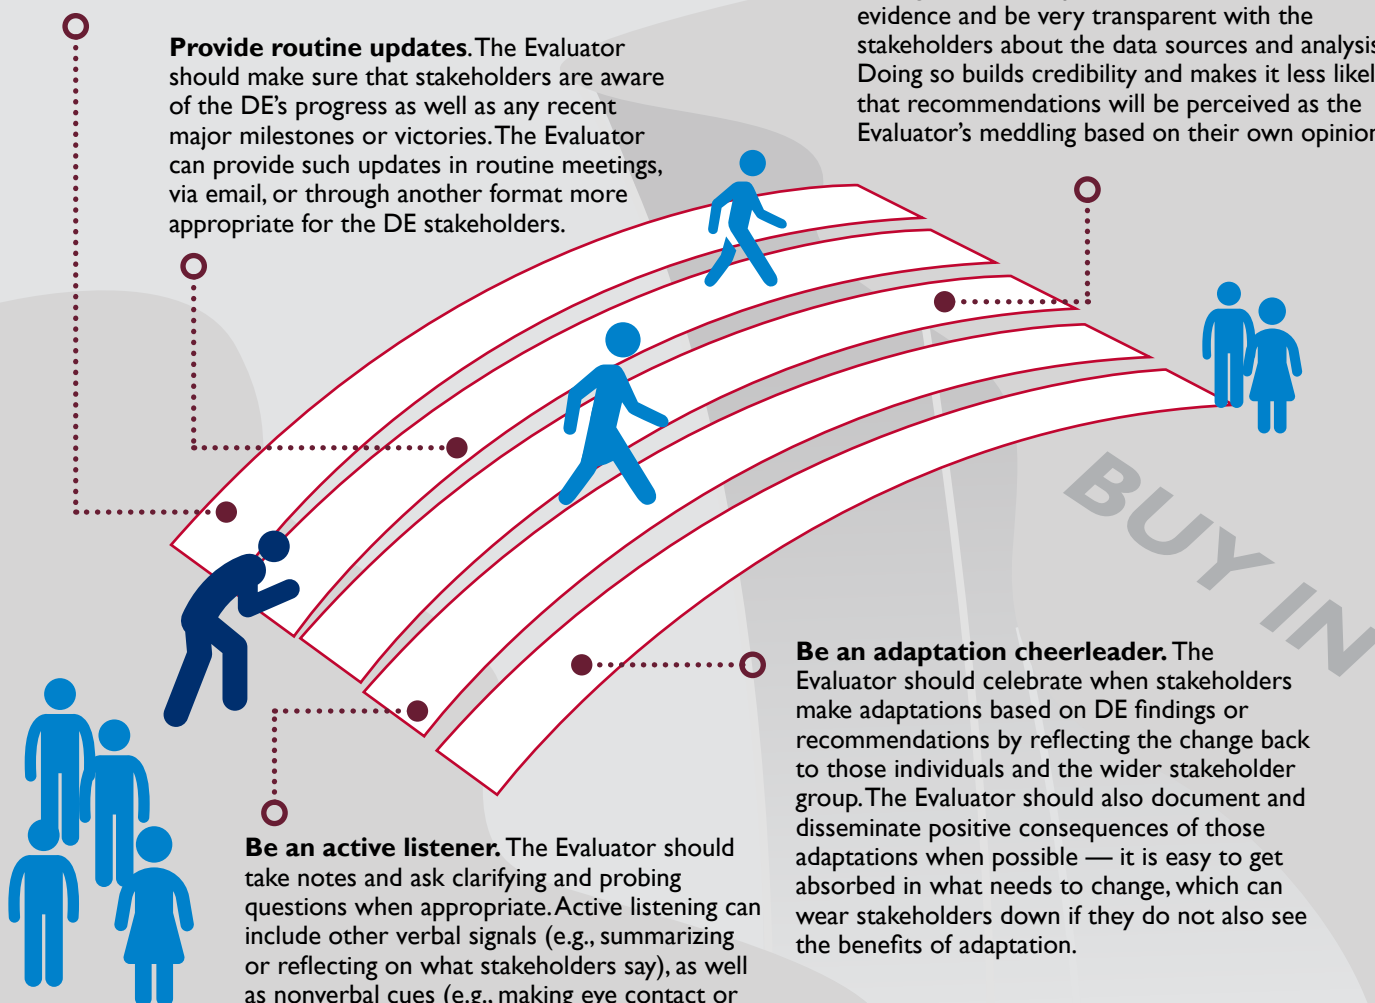 Provide routine updates. The Evaluator
should make sure that stakeholders are aware
of the DE's progress as well as any recent
major milestones or victories. The Evaluator
can provide such updates in routine meetings,
via email, or through another format more
appropriate for the DE stakeholders.
evidence and be very transparent with the
stakeholders about the data sources and analysis
Doing so builds credibility and makes it less likel
that recommendations will be perceived as the
Evaluator's meddling based on their own opinion
BUY IN
Be an adaptation cheerleader. The
Evaluator should celebrate when stakeholders
make adaptations based on DE findings or
recommendations by reflecting the change back
to those individuals and the wider stakeholder
group. The Evaluator should also document and
disseminate positive consequences of those
adaptations when possible — it is easy to get
absorbed in what needs to change, which can
wear stakeholders down if they do not also see
the benefits of adaptation.
Be an active listener. The Evaluator should
take notes and ask clarifying and probing
questions when appropriate. Active listening can
include other verbal signals (e.g., summarizing
or reflecting on what stakeholders say), as well
as nonverbal cues (e.g., making eye contact or